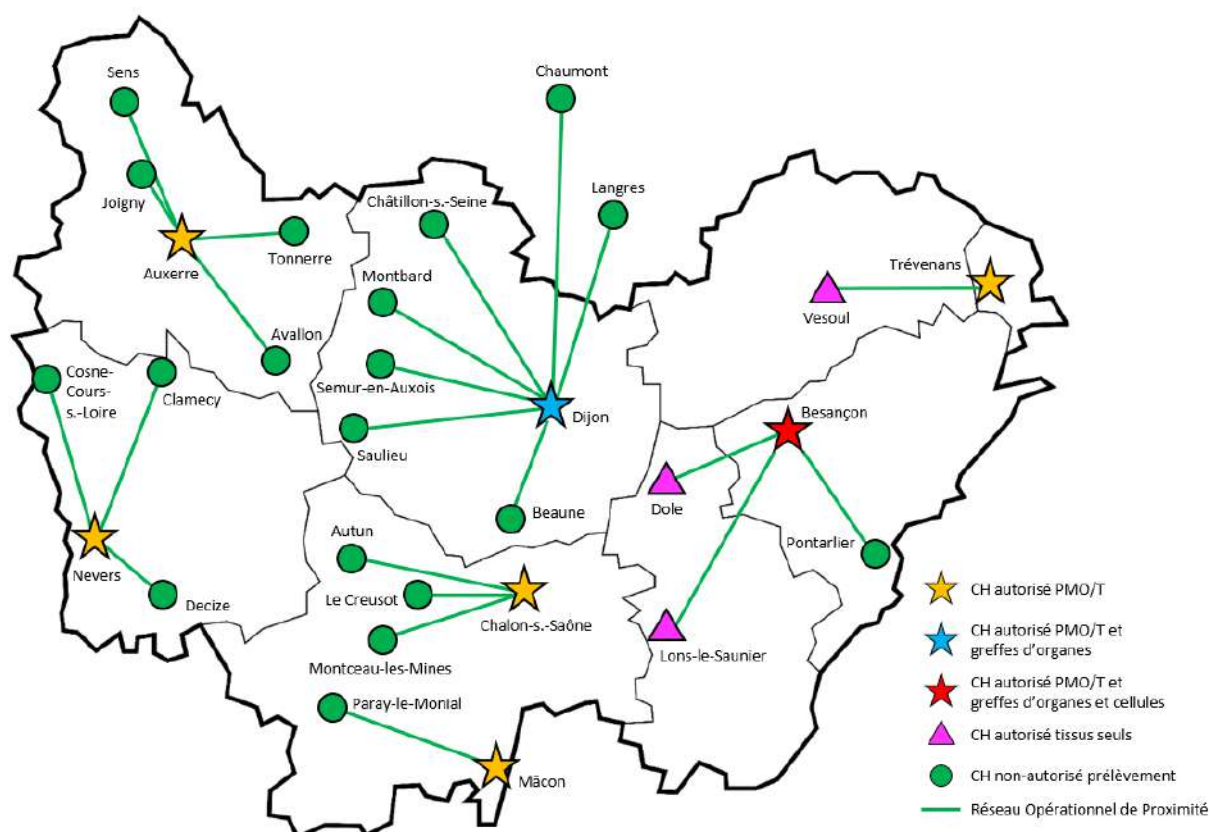 Sens
Chaumont
Joigny
Langres
Châtillon-s.-Seine
Auxerre
Tonnerre
Trévenans
Montbard
Vesoul
Avallon
Cosne-
Cours-
s.-Loire
Clamecy
Semur-en-Auxois
Dijon
Besançon
Saulieu
Dole
Beaune
Autun
Pontarlier
Nevers
Decize
Le Creusot
Chalon-s.-Saône
Lons-le-Saunier
Montceau-les-Mines
Paray-le-Monial
Mâcon
CH autorisé PMO/T
CH autorisé PMO/T et
greffes d'organes
CH autorisé PMO/T et
greffes d'organes et cellules
CH autorisé tissus seuls
CH non-autorisé prélèvement
Réseau Opérationnel de Proximité